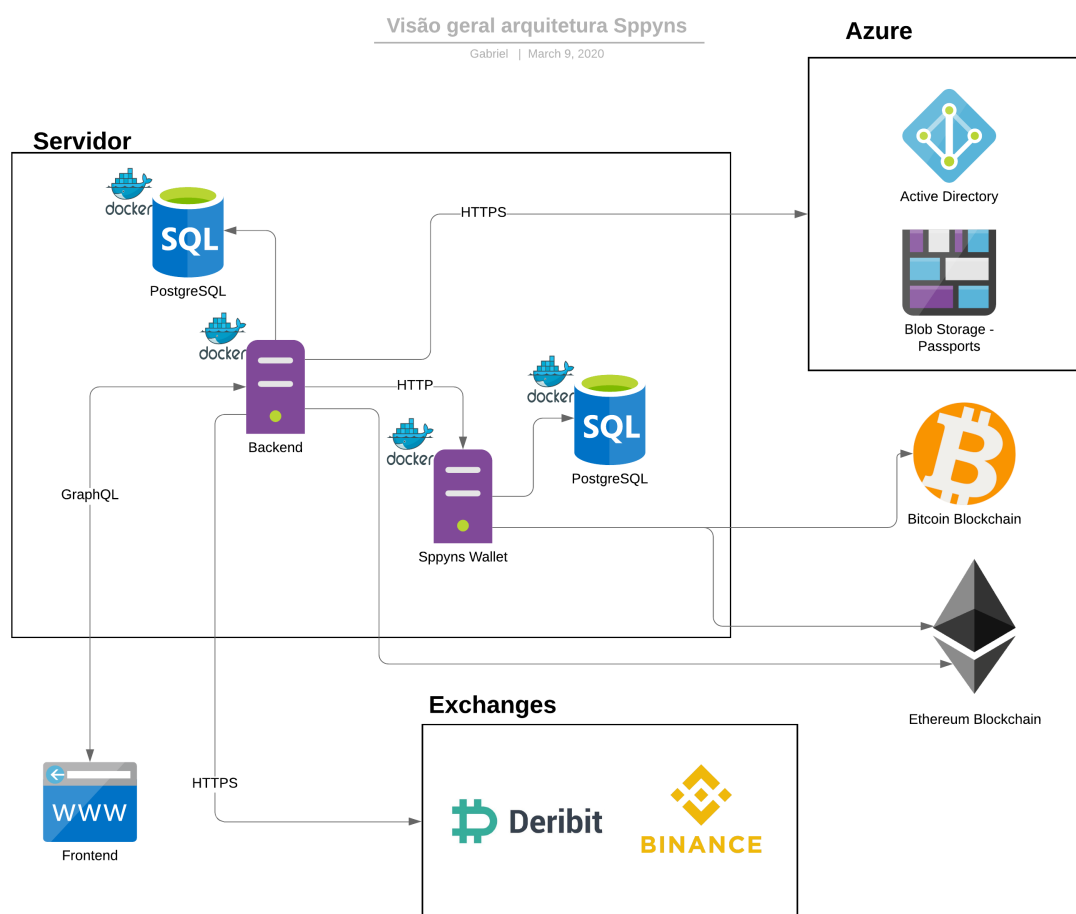 Visão geral arquitetura Sppyns
Gabriel | March 9, 2020
Azure
Active Directory
Blob Storage -
Passports
Servidor
docker
SQL
PostgreSQL
HTTPS
docker
Backend
HTTP
docker
SQL
PostgreSQL
docker
Sppyns Wallet
GraphQL
Bitcoin Blockchain
Ethereum Blockchain
HTTPS
www
Frontend
Exchanges
Deribit
BINANCE